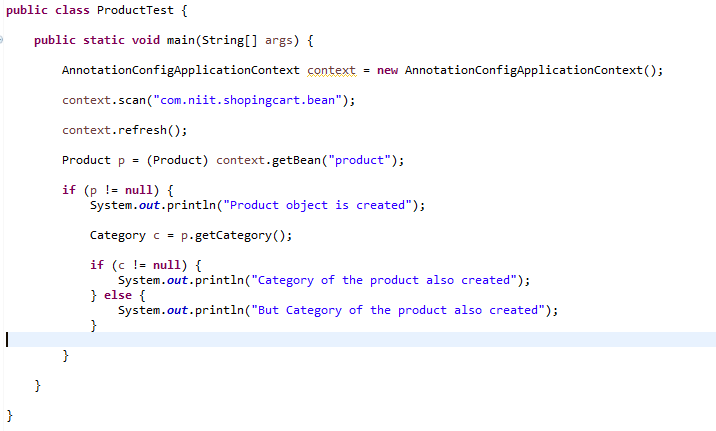 public class ProductTest {
public static void main(String[] args) {
AnnotationConfigApplicationContext context = new AnnotationConfigApplicationContext();
context.scan("com.niit.shopingcart.bean");
context.refresh();
Product p = (Product) context.getBean("product");
if (p != null) {
System.out.println("Product object is created");
Category c = p.getCategory();
if (c != null) {
System.out.println("Category of the product also created");
} else {
System.out.println("But Category of the product also created");
}
}
}
}